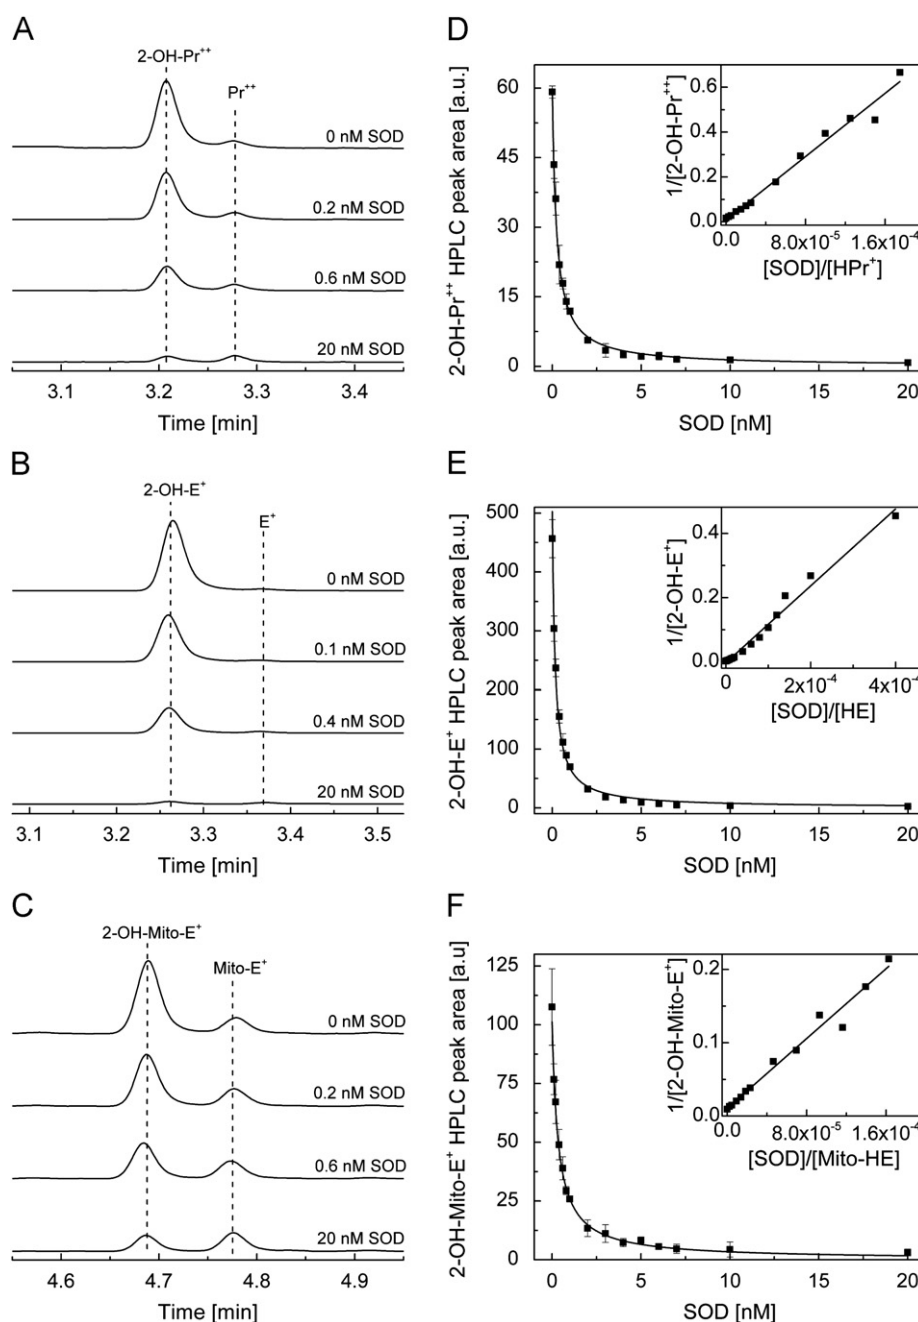 A
2-OH-Pr⁺⁺
Pr⁺⁺
0 nM SOD
0.2 nM SOD
0.6 nM SOD
20 nM SOD
3.1 3.2 3.3 3.4
Time [min]
D
2-OH-Pr⁺⁺ HPLC peak area [a.u.]
60
45
30
15
0
0 5 10 15 20
SOD [nM]
1/[2-OH-Pr⁺⁺]
0.6
0.4
0.2
0.0
0.0 8.0x10⁻⁵ 1.6x10⁻⁴
[SOD]/[HPr⁺]
B
2-OH-E⁺
E⁺
0 nM SOD
0.1 nM SOD
0.4 nM SOD
20 nM SOD
3.1 3.2 3.3 3.4 3.5
Time [min]
E
2-OH-E⁺ HPLC peak area [a.u.]
500
400
300
200
100
0
0 5 10 15 20
SOD [nM]
1/[2-OH-E⁺]
0.4
0.2
0.0
0 2x10⁻⁴ 4x10⁻⁴
[SOD]/[HE]
C
2-OH-Mito-E⁺
Mito-E⁺
0 nM SOD
0.2 nM SOD
0.6 nM SOD
20 nM SOD
4.6 4.7 4.8 4.9
Time [min]
F
2-OH-Mito-E⁺ HPLC peak area [a.u]
125
100
75
50
25
0
0 5 10 15 20
SOD [nM]
1/[2-OH-Mito-E⁺]
0.2
0.1
0.0
0.0 8.0x10⁻⁵ 1.6x10⁻⁴
[SOD]/[Mito-HE]